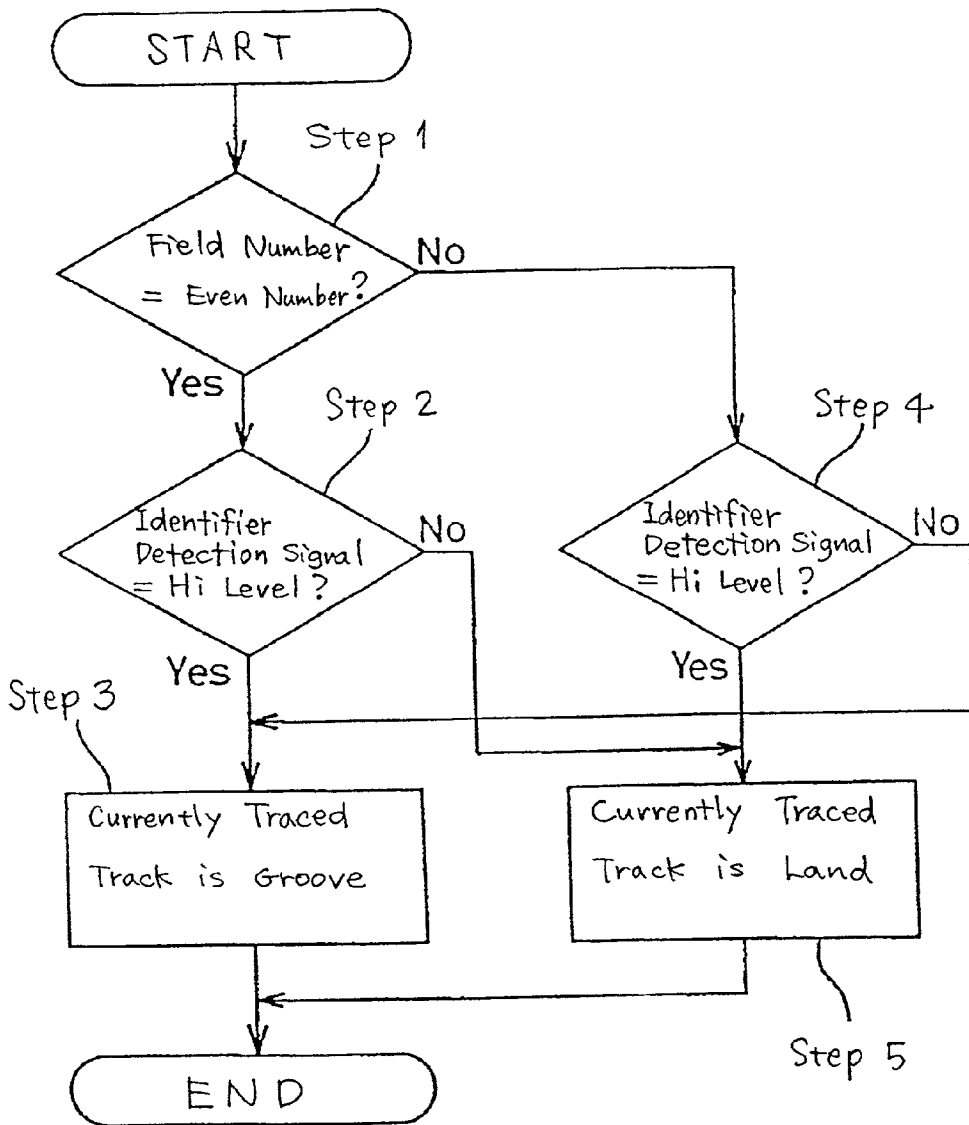 START
Step 1
Field Number
= Even Number?
No
Yes
Step 2
Step 4
Identifier
Detection Signal
= Hi Level ?
No
Identifier
Detection Signal
= Hi Level ?
No
Yes
Yes
Step 3
Currently Traced
Track is Groove
Currently Traced
Track is Land
Step 5
END